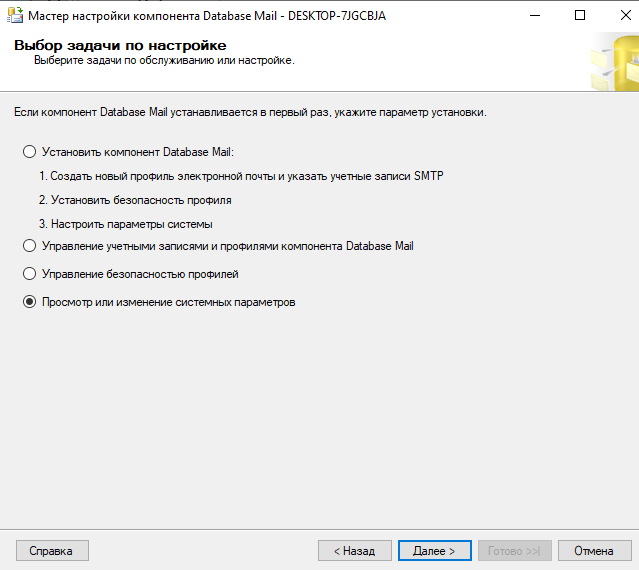 Мастер настройки компонента Database Mail - DESKTOP-7JGCBJA
Выбор задачи по настройке
Выберите задачи по обслуживанию или настройке.
Если компонент Database Mail устанавливается в первый раз, укажите параметр установки.
Установить компонент Database Mail:
1. Создать новый профиль электронной почты и указать учетные записи SMTP
2. Установить безопасность профиля
3. Настроить параметры системы
Управление учетными записями и профилями компонента Database Mail
Управление безопасностью профилей
Просмотр или изменение системных параметров
Справка < Назад Далее > Готово >>| Отмена